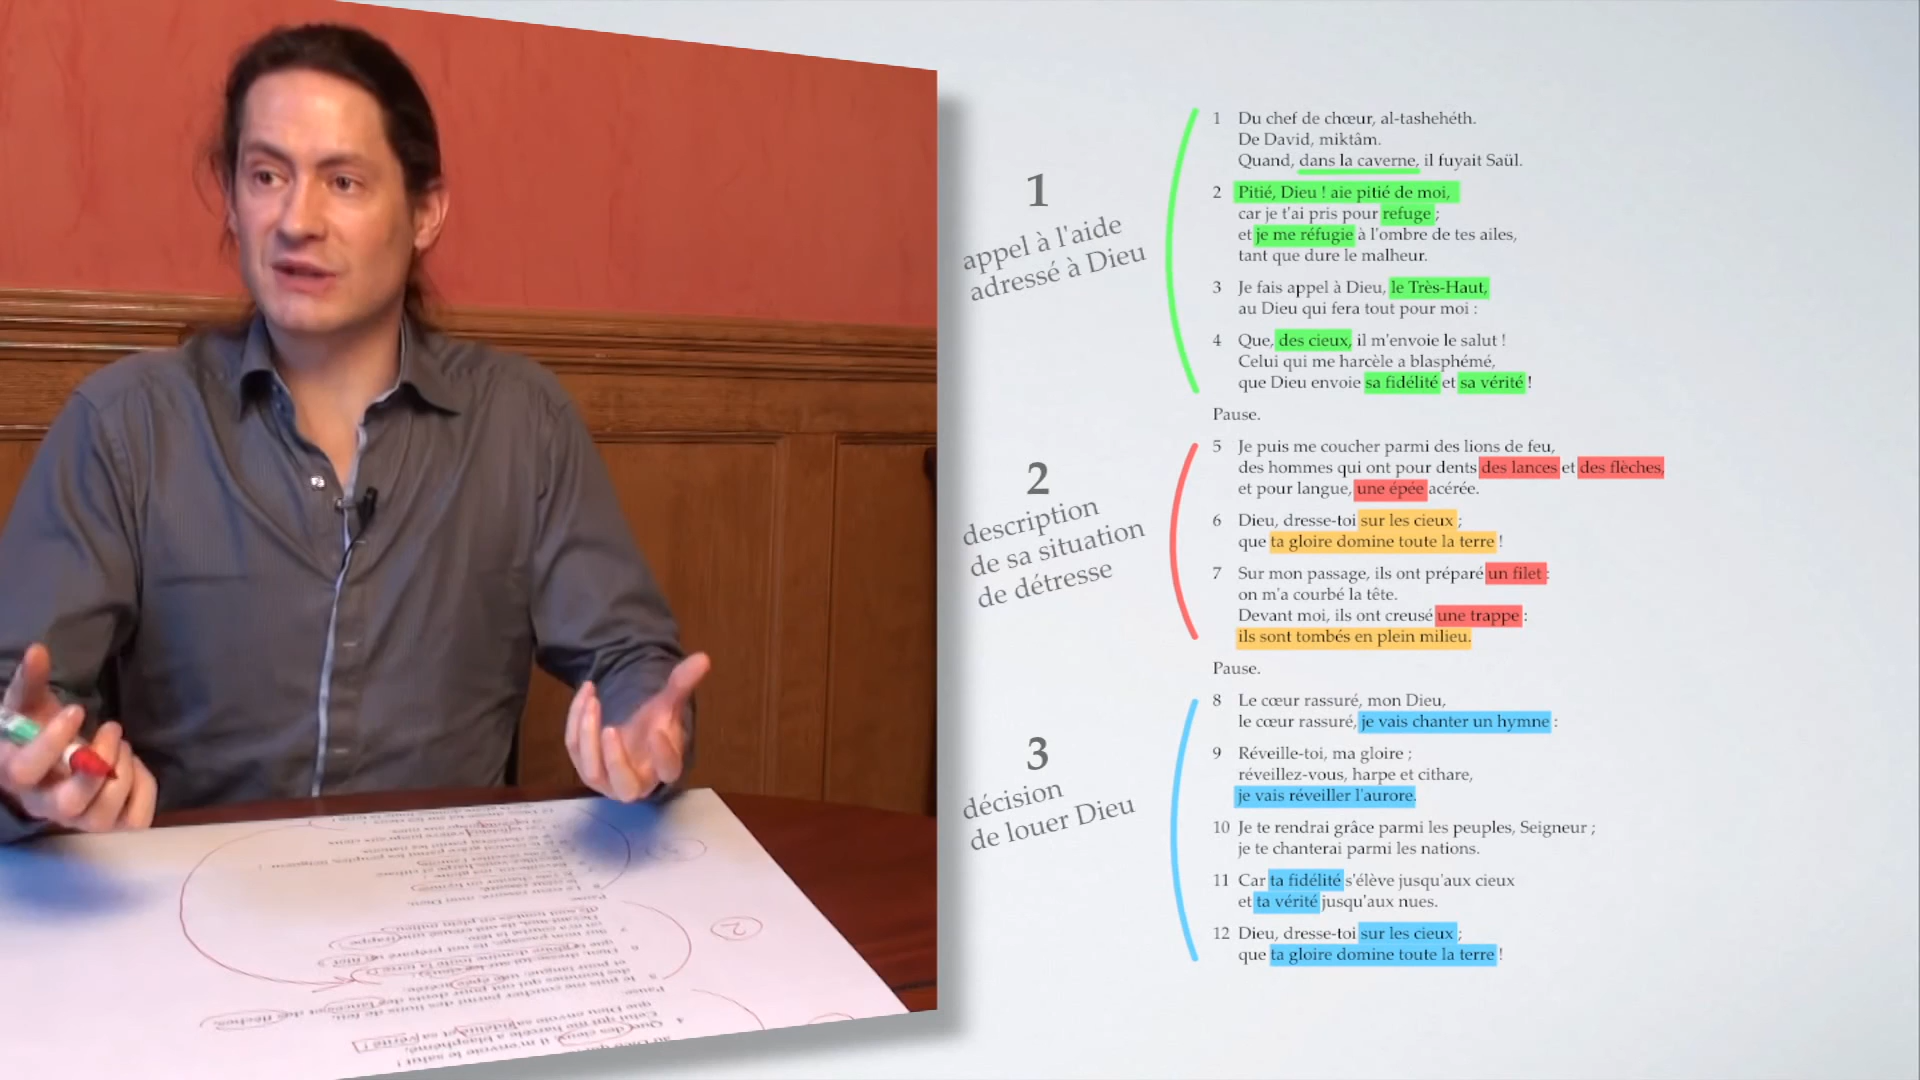 1
appel à l'aide
adressé à Dieu
1 Du chef de chœur, al-tashehéth.
De David, miktâm.
Quand, dans la caverne, il fuyait Saül.
2 Pitié, Dieu ! aie pitié de moi,
car je t'ai pris pour refuge ;
et je me réfugie à l'ombre de tes ailes,
tant que dure le malheur.
3 Je fais appel à Dieu, le Très-Haut,
au Dieu qui fera tout pour moi :
4 Que, des cieux, il m'envoie le salut !
Celui qui me harcèle a blasphémé,
que Dieu envoie sa fidélité et sa vérité !
Pause.
2
description
de sa situation
de détresse
5 Je puis me coucher parmi des lions de feu,
des hommes qui ont pour dents des lances et des flèches,
et pour langue, une épée acérée.
6 Dieu, dresse-toi sur les cieux ;
que ta gloire domine toute la terre !
7 Sur mon passage, ils ont préparé un filet :
on m'a courbé la tête.
Devant moi, ils ont creusé une trappe :
ils sont tombés en plein milieu.
Pause.
3
décision
de louer Dieu
8 Le cœur rassuré, mon Dieu,
le cœur rassuré, je vais chanter un hymne :
9 Réveille-toi, ma gloire ;
réveillez-vous, harpe et cithare,
je vais réveiller l'aurore.
10 Je te rendrai grâce parmi les peuples, Seigneur ;
je te chanterai parmi les nations.
11 Car ta fidélité s'élève jusqu'aux cieux
et ta vérité jusqu'aux nues.
12 Dieu, dresse-toi sur les cieux ;
que ta gloire domine toute la terre !